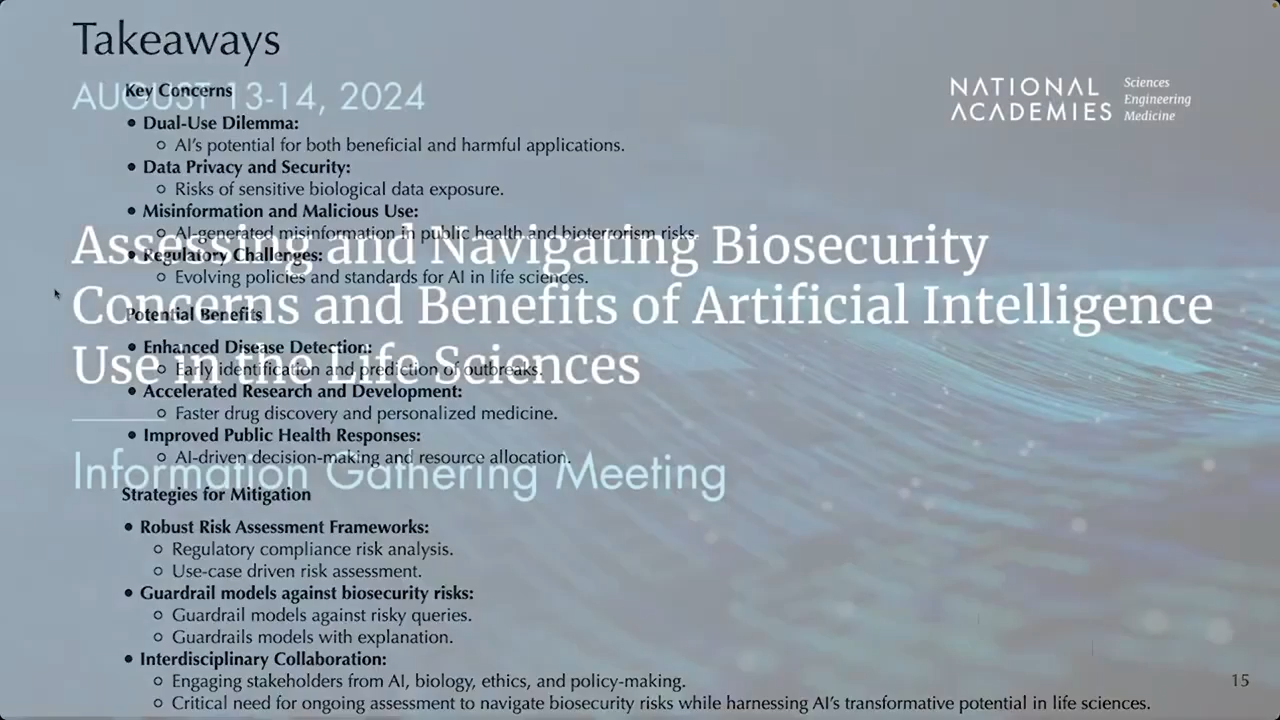 Takeaways
AUGUST 13-14, 2024
Key Concerns
NATIONAL ACADEMIES
Sciences
Engineering
Medicine
• Dual-Use Dilemma:
○ AI's potential for both beneficial and harmful applications.
• Data Privacy and Security:
○ Risks of sensitive biological data exposure.
• Misinformation and Malicious Use:
○ AI-generated misinformation in public health and bioterrorism risks.
• Regulatory Challenges:
○ Evolving policies and standards for AI in life sciences.
Assessing and Navigating Biosecurity
Concerns and Benefits of Artificial Intelligence
Use in the Life Sciences
Potential Benefits
• Enhanced Disease Detection:
○ Early identification and prediction of outbreaks.
• Accelerated Research and Development:
○ Faster drug discovery and personalized medicine.
• Improved Public Health Responses:
○ AI-driven decision-making and resource allocation.
Information Gathering Meeting
Strategies for Mitigation
• Robust Risk Assessment Frameworks:
○ Regulatory compliance risk analysis.
○ Use-case driven risk assessment.
• Guardrail models against biosecurity risks:
○ Guardrail models against risky queries.
○ Guardrails models with explanation.
• Interdisciplinary Collaboration:
○ Engaging stakeholders from AI, biology, ethics, and policy-making.
○ Critical need for ongoing assessment to navigate biosecurity risks while harnessing AI's transformative potential in life sciences.
15